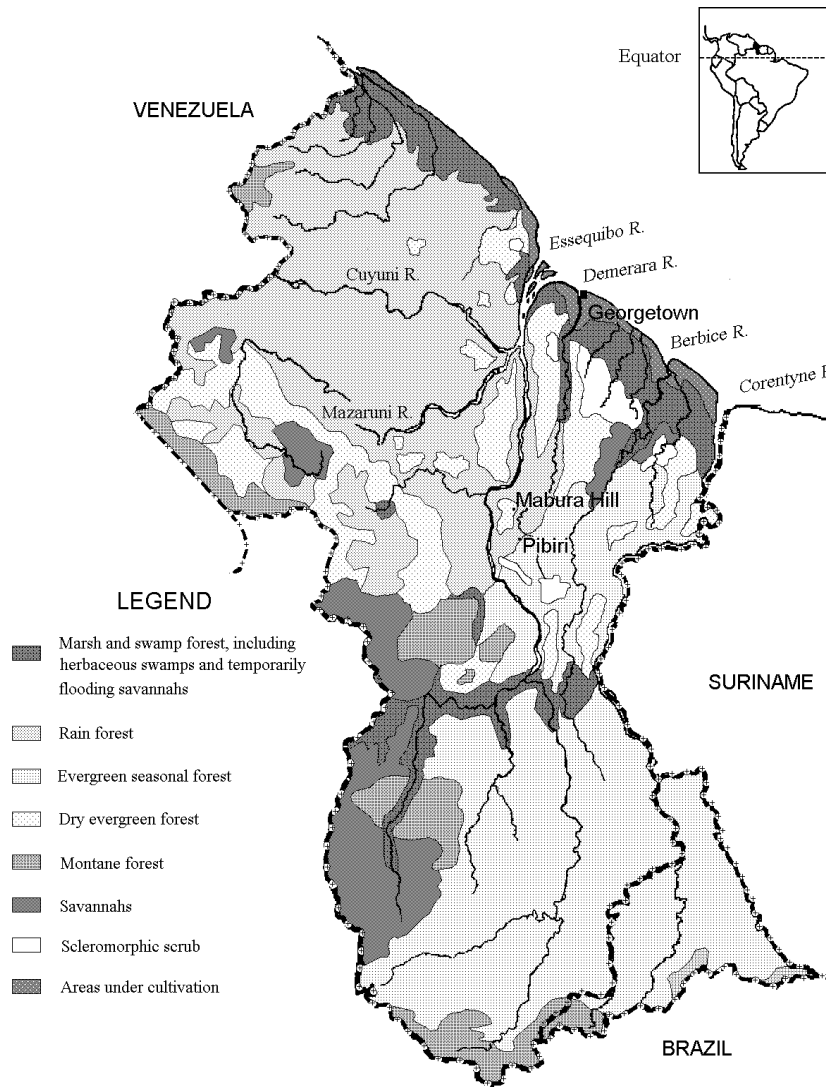 Equator
VENEZUELA
Essequibo R.
Demerara R.
Cuyuni R.
Georgetown
Berbice R.
Corentyne R
Mazaruni R.
Mabura Hill
Pibiri
LEGEND
Marsh and swamp forest, including
herbaceous swamps and temporarily
flooding savannahs
Rain forest
Evergreen seasonal forest
Dry evergreen forest
Montane forest
Savannahs
Scleromorphic scrub
Areas under cultivation
SURINAME
BRAZIL